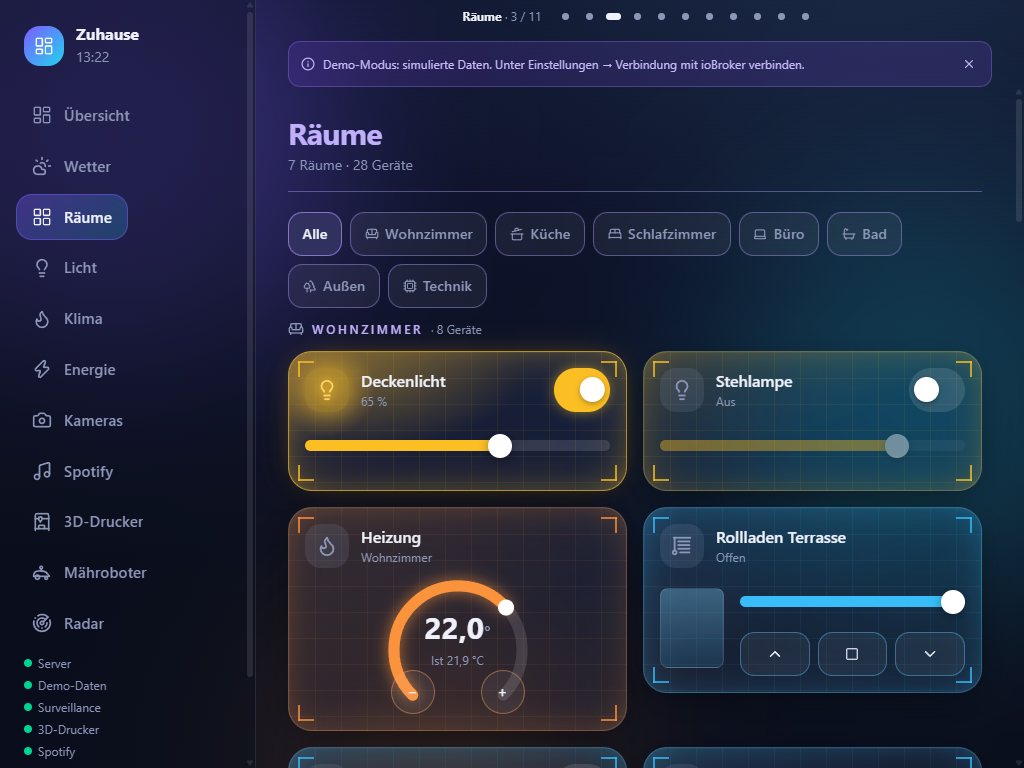 Zuhause
13:22
Übersicht
Wetter
Räume
Licht
Klima
Energie
Kameras
Spotify
3D-Drucker
Mähroboter
Radar
Server
Demo-Daten
Surveillance
3D-Drucker
Spotify
Räume · 3 / 11
Demo-Modus: simulierte Daten. Unter Einstellungen → Verbindung mit ioBroker verbinden.
Räume
7 Räume · 28 Geräte
Alle
Wohnzimmer
Küche
Schlafzimmer
Büro
Bad
Außen
Technik
WOHNZIMMER · 8 Geräte
Deckenlicht
65 %
Stehlampe
Aus
Heizung
Wohnzimmer
22,0°
Ist 21,9 °C
− +
Rollladen Terrasse
Offen